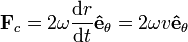 𝐅_c = 2ω dr/dt ê_θ = 2ωv ê_θ